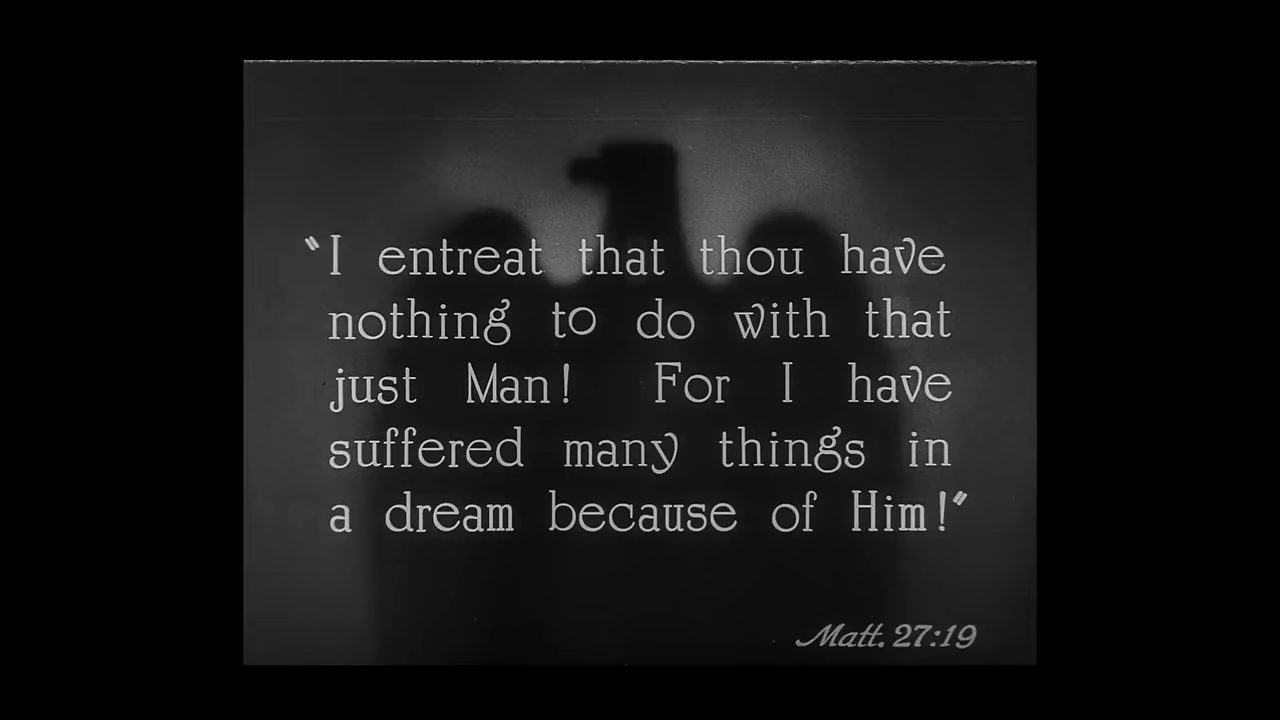 "I entreat that thou have
nothing to do with that
just Man! For I have
suffered many things in
a dream because of Him!"
Matt. 27:19